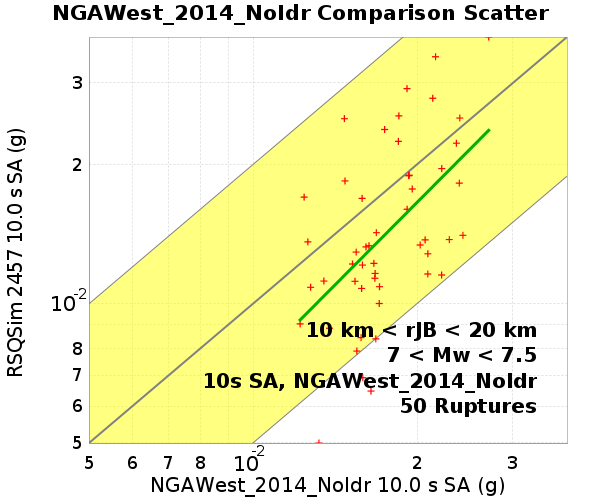 NGAWest_2014_NoIdr Comparison Scatter
RSQSim 2457 10.0 s SA (g)
3
2
10-2
8
7
6
5
10 km < rJB < 20 km
7 < Mw < 7.5
10s SA, NGAWest_2014_NoIdr
50 Ruptures
5 6 7 8 10-2 2 3
NGAWest_2014_NoIdr 10.0 s SA (g)